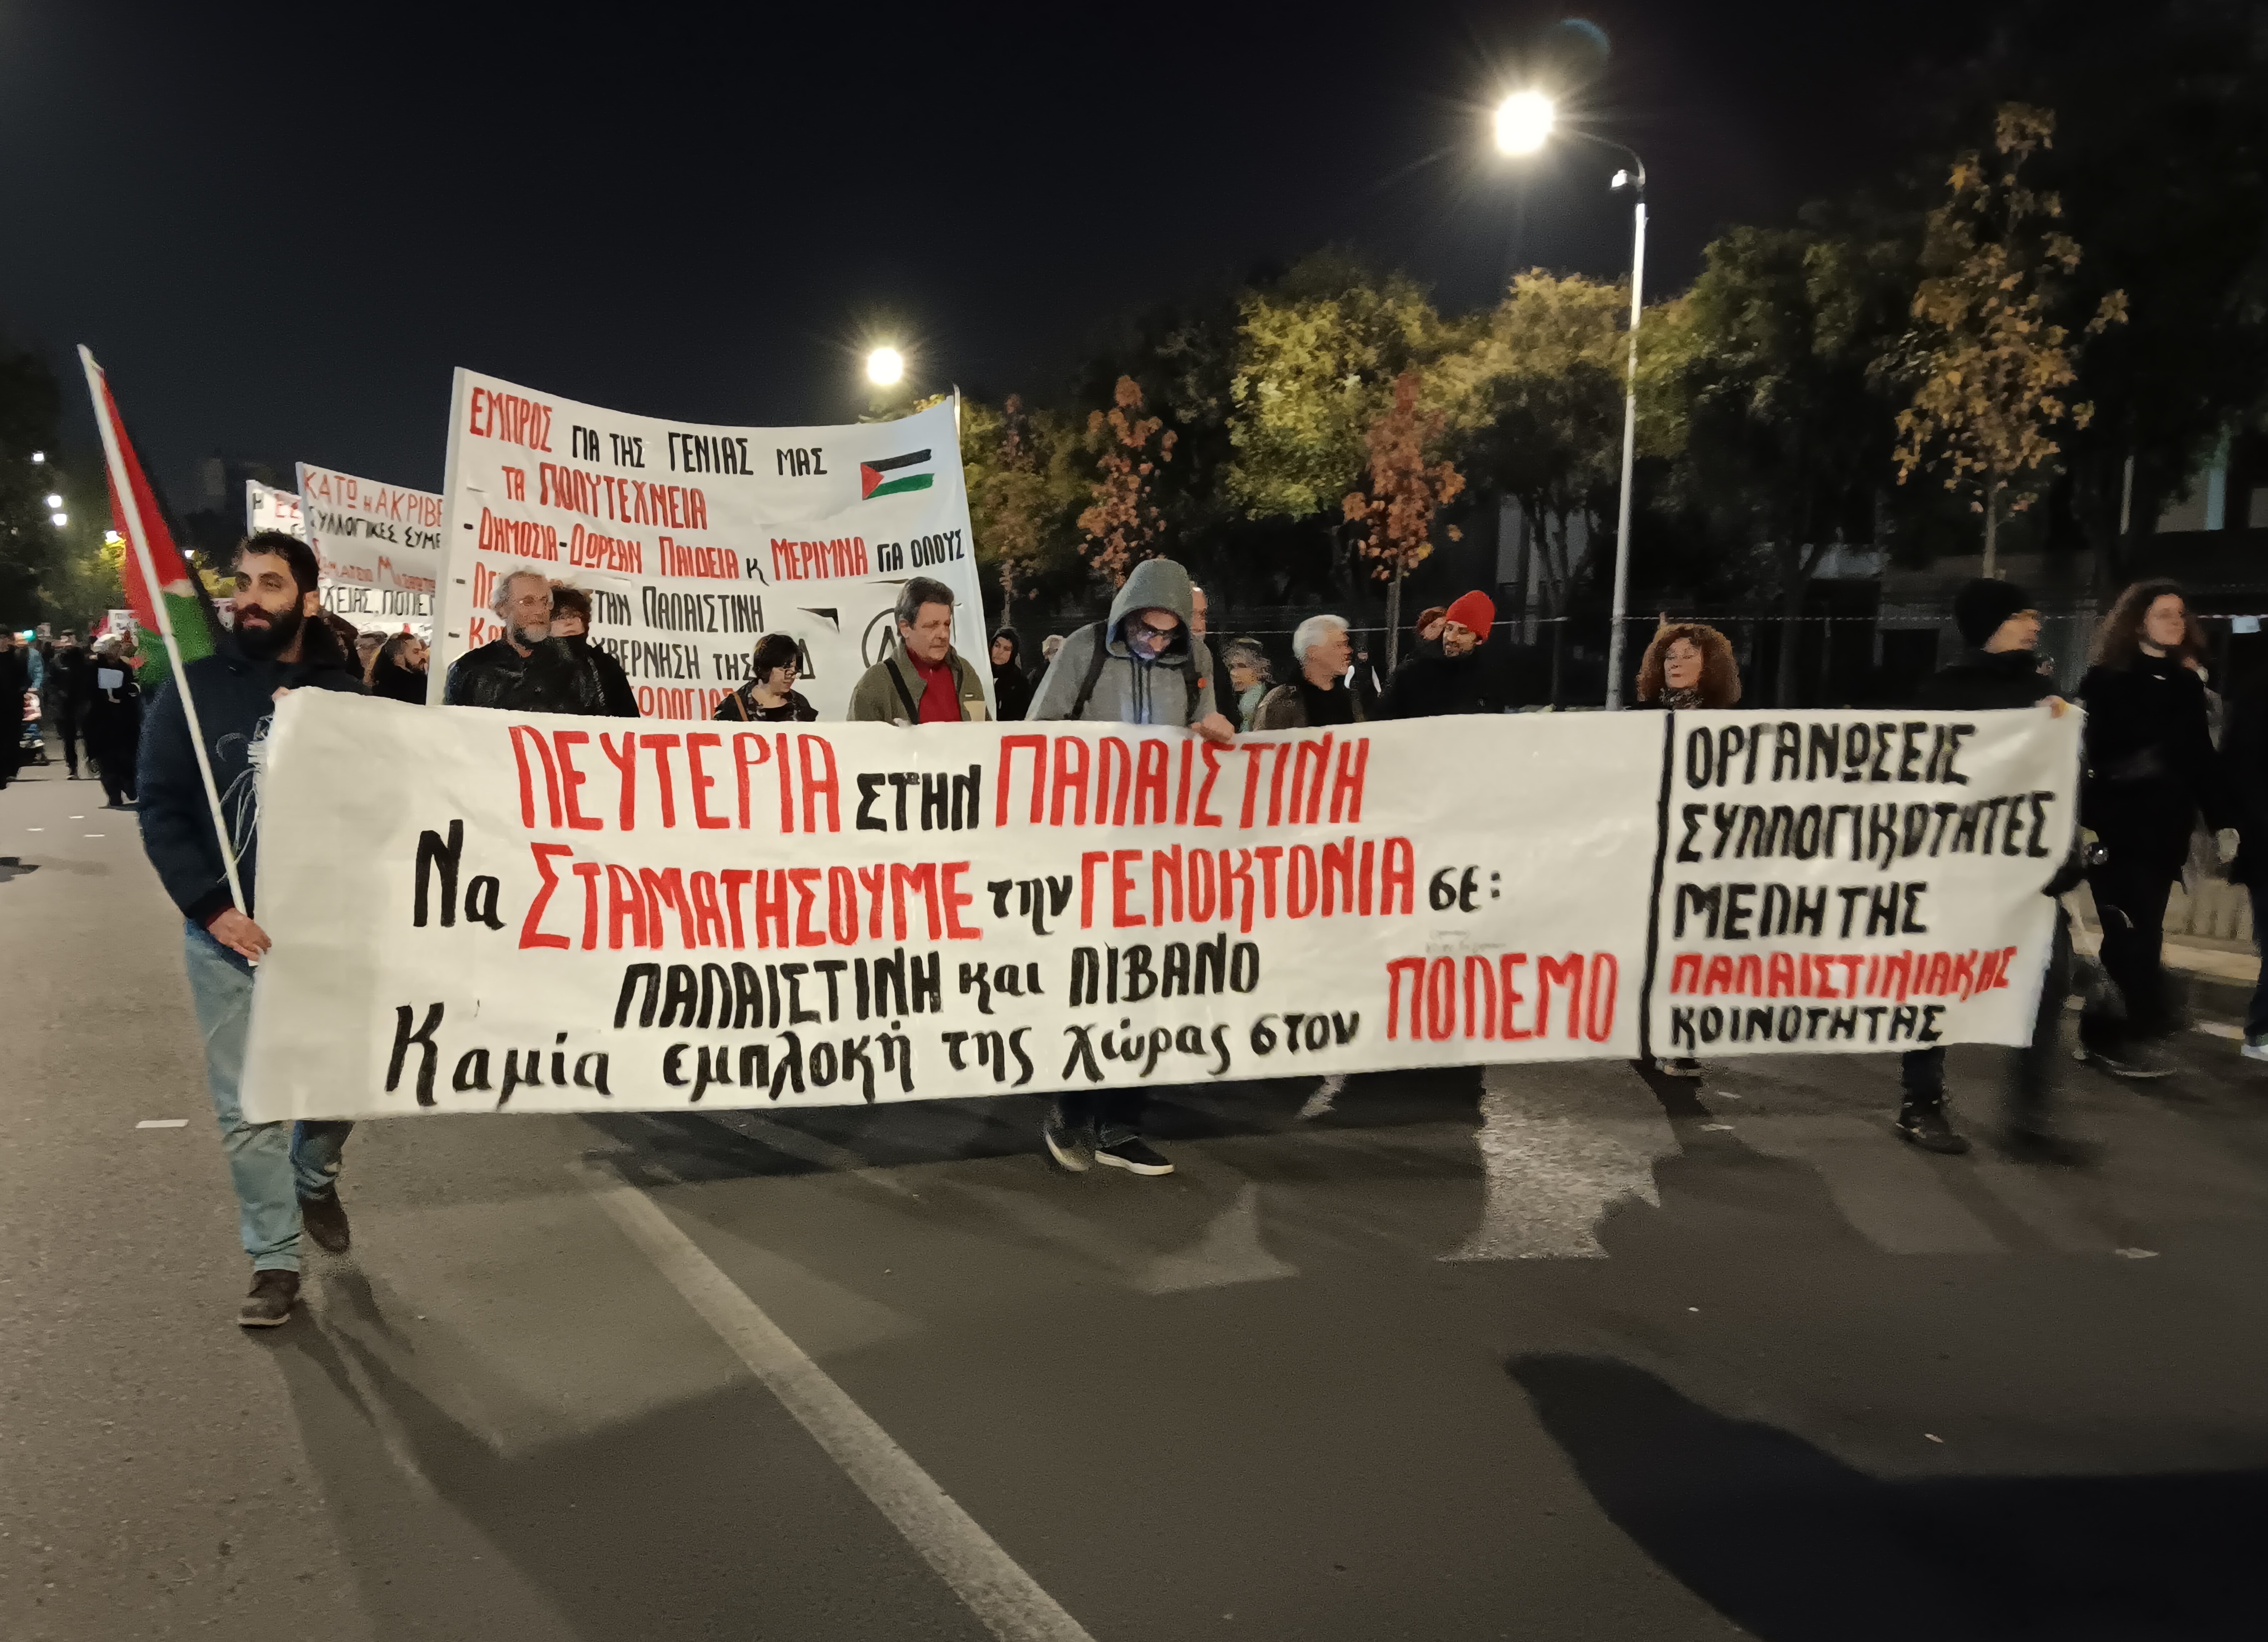 ΕΜΠΡΟΣ ΓΙΑ ΤΗΣ ΓΕΝΙΑΣ ΜΑΣ
ΤΑ ΠΟΛΥΤΕΧΝΕΙΑ
- ΔΗΜΟΣΙΑ-ΔΩΡΕΑΝ ΠΑΙΔΕΙΑ κ ΜΕΡΙΜΝΑ ΓΙΑ ΟΛΟΥΣ
ΣΤΗΝ ΠΑΛΑΙΣΤΙΝΗ
ΤΗΣ
ΚΑΤΩ η ΑΚΡΙΒΕ
ΣΥΛΛΟΓΙΚΕΣ ΣΥΜΒ
ΛΕΥΤΕΡΙΑ ΣΤΗΝ ΠΑΛΑΙΣΤΙΝΗ
Να ΣΤΑΜΑΤΗΣΟΥΜΕ την ΓΕΝΟΚΤΟΝΙΑ σε:
ΠΑΛΑΙΣΤΙΝΗ και ΛΙΒΑΝΟ
Καμία εμπλοκή της χώρας στον ΠΟΛΕΜΟ
ΟΡΓΑΝΩΣΕΙΣ
ΣΥΛΛΟΓΙΚΟΤΗΤΕΣ
ΜΕΛΗ ΤΗΣ
ΠΑΛΑΙΣΤΙΝΙΑΚΗΣ
ΚΟΙΝΟΤΗΤΑΣ